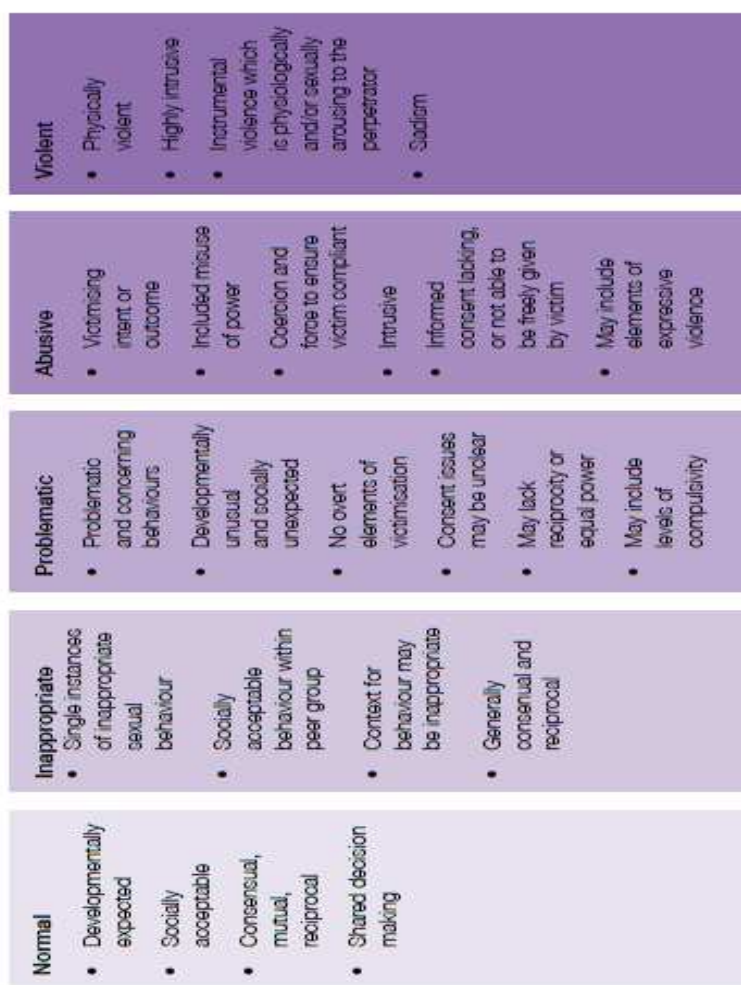 Normal
• Developmentally
expected
• Socially
acceptable
• Consensual,
mutual,
reciprocal
• Shared decision
making
Inappropriate
• Single instances
of inappropriate
sexual
behaviour
• Socially
acceptable
behaviour within
peer group
• Context for
behaviour may
be inappropriate
• Generally
consenual and
reciprocal
Problematic
• Problematic
and concerning
behaviours
• Developmentally
unusual
and socially
unexpected
• No overt
elements of
victimisation
• Consent issues
may be unclear
• May lack
reciprocity or
equal power
• May include
levels of
compulsivity
Abusive
• Victimising
intent or
outcome
• Included misuse
of power
• Coercion and
force to ensure
victim compliant
• Intrusive
• Informed
consent lacking,
or not able to
be freely given
by victim
• May include
elements of
expressive
violence
Violent
• Physically
violent
• Highly intrusive
• Instrumental
violence which
is physiologically
and/or sexually
arousing to the
perpetrator
• Sadism